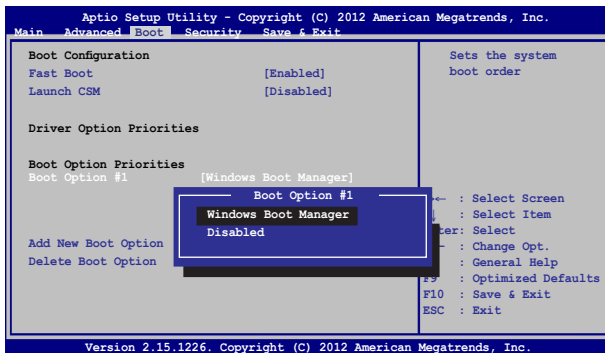 Aptio Setup Utility - Copyright (C) 2012 American Megatrends, Inc.
Main Advanced Boot Security Save & Exit
Boot Configuration
Fast Boot [Enabled]
Launch CSM [Disabled]
Driver Option Priorities
Boot Option Priorities
Boot Option #1 [Windows Boot Manager]
Boot Option #1
Windows Boot Manager
Disabled
Add New Boot Option
Delete Boot Option
Sets the system
boot order
: Select Screen
: Select Item
ter: Select
: Change Opt.
: General Help
F9 : Optimized Defaults
F10 : Save & Exit
ESC : Exit
Version 2.15.1226. Copyright (C) 2012 American Megatrends, Inc.